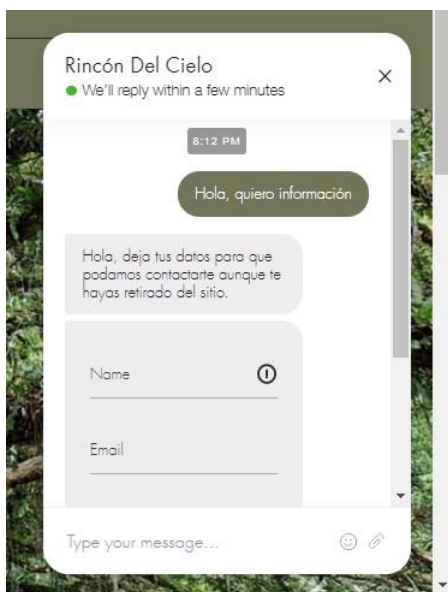 Rincón Del Cielo
We'll reply within a few minutes
8:12 PM
Hola, quiero información
Hola, deja tus datos para que
podamos contactarte aunque te
hayas retirado del sitio.
Name
Email
Type your message...